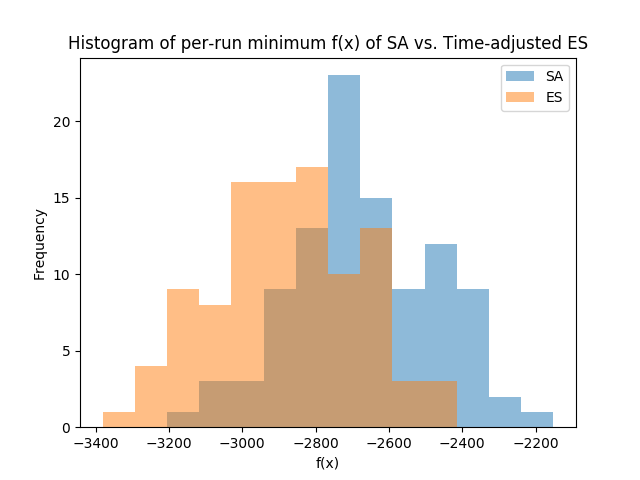 Histogram of per-run minimum f(x) of SA vs. Time-adjusted ES
SA
ES
Frequency
20
15
10
5
0
−3400 −3200 −3000 −2800 −2600 −2400 −2200
f(x)